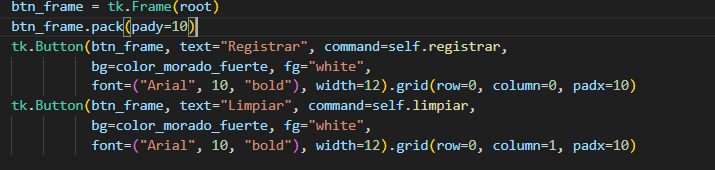 btn_frame = tk.Frame(root)
btn_frame.pack(pady=10)
tk.Button(btn_frame, text="Registrar", command=self.registrar,
bg=color_morado_fuerte, fg="white",
font=("Arial", 10, "bold"), width=12).grid(row=0, column=0, padx=10)
tk.Button(btn_frame, text="Limpiar", command=self.limpiar,
bg=color_morado_fuerte, fg="white",
font=("Arial", 10, "bold"), width=12).grid(row=0, column=1, padx=10)